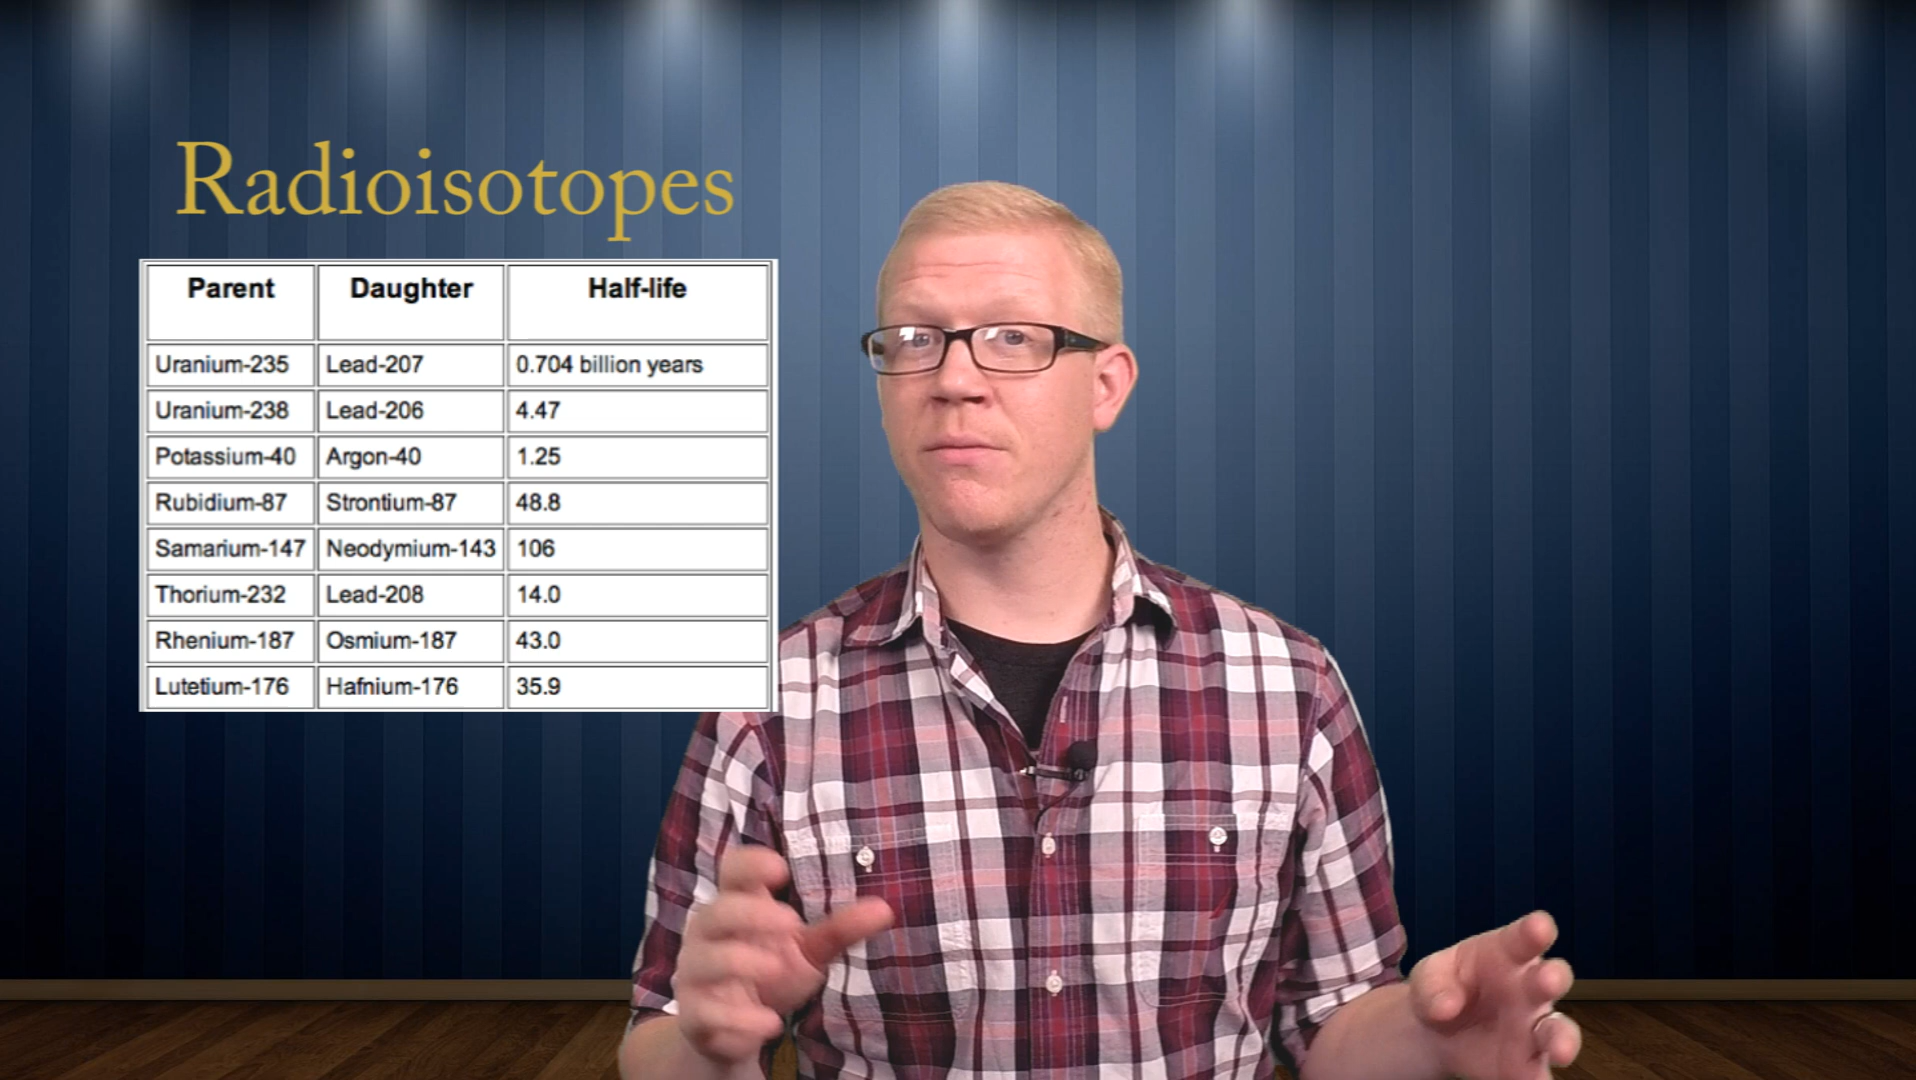 Radioisotopes
Parent Daughter Half-life
Uranium-235 Lead-207 0.704 billion years
Uranium-238 Lead-206 4.47
Potassium-40 Argon-40 1.25
Rubidium-87 Strontium-87 48.8
Samarium-147 Neodymium-143 106
Thorium-232 Lead-208 14.0
Rhenium-187 Osmium-187 43.0
Lutetium-176 Hafnium-176 35.9